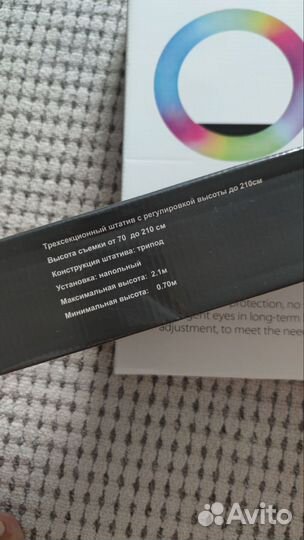 Трехсекционный штатив с регулировкой высоты до 210см
Высота съемки от 70 до 210 см
Конструкция штатива: трипод
Установка: напольный
Максимальная высота: 2.1м
Минимальная высота: 0.70м
protection, no
eyes in long-term
adjustment, to meet the need
Avito